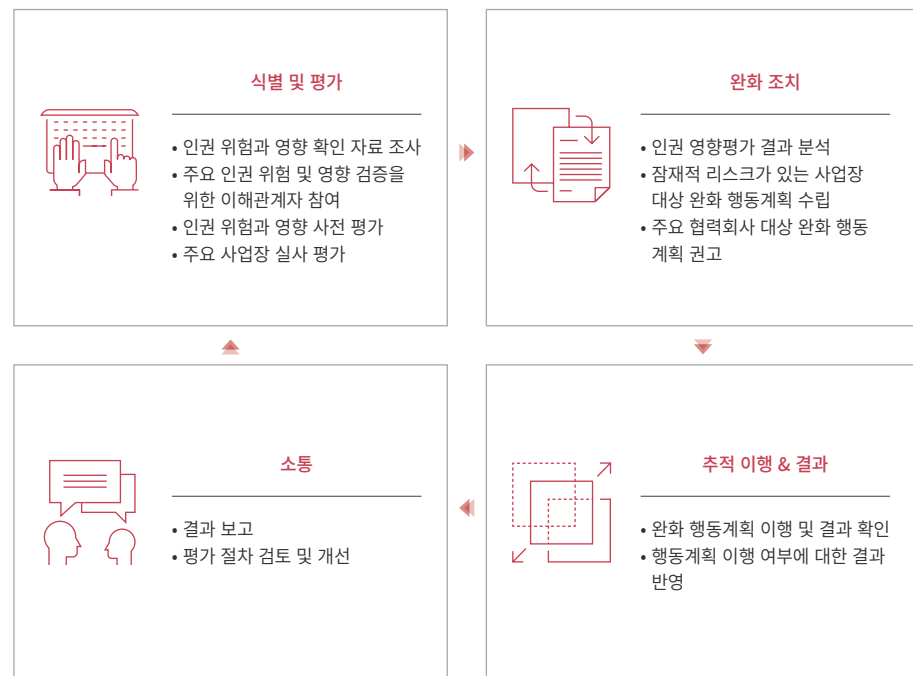 식별 및 평가
• 인권 위험과 영향 확인 자료 조사
• 주요 인권 위험 및 영향 검증을
위한 이해관계자 참여
• 인권 위험과 영향 사전 평가
• 주요 사업장 실사 평가
완화 조치
• 인권 영향평가 결과 분석
• 잠재적 리스크가 있는 사업장
대상 완화 행동계획 수립
• 주요 협력회사 대상 완화 행동
계획 권고
소통
• 결과 보고
• 평가 절차 검토 및 개선
추적 이행 & 결과
• 완화 행동계획 이행 및 결과 확인
• 행동계획 이행 여부에 대한 결과
반영